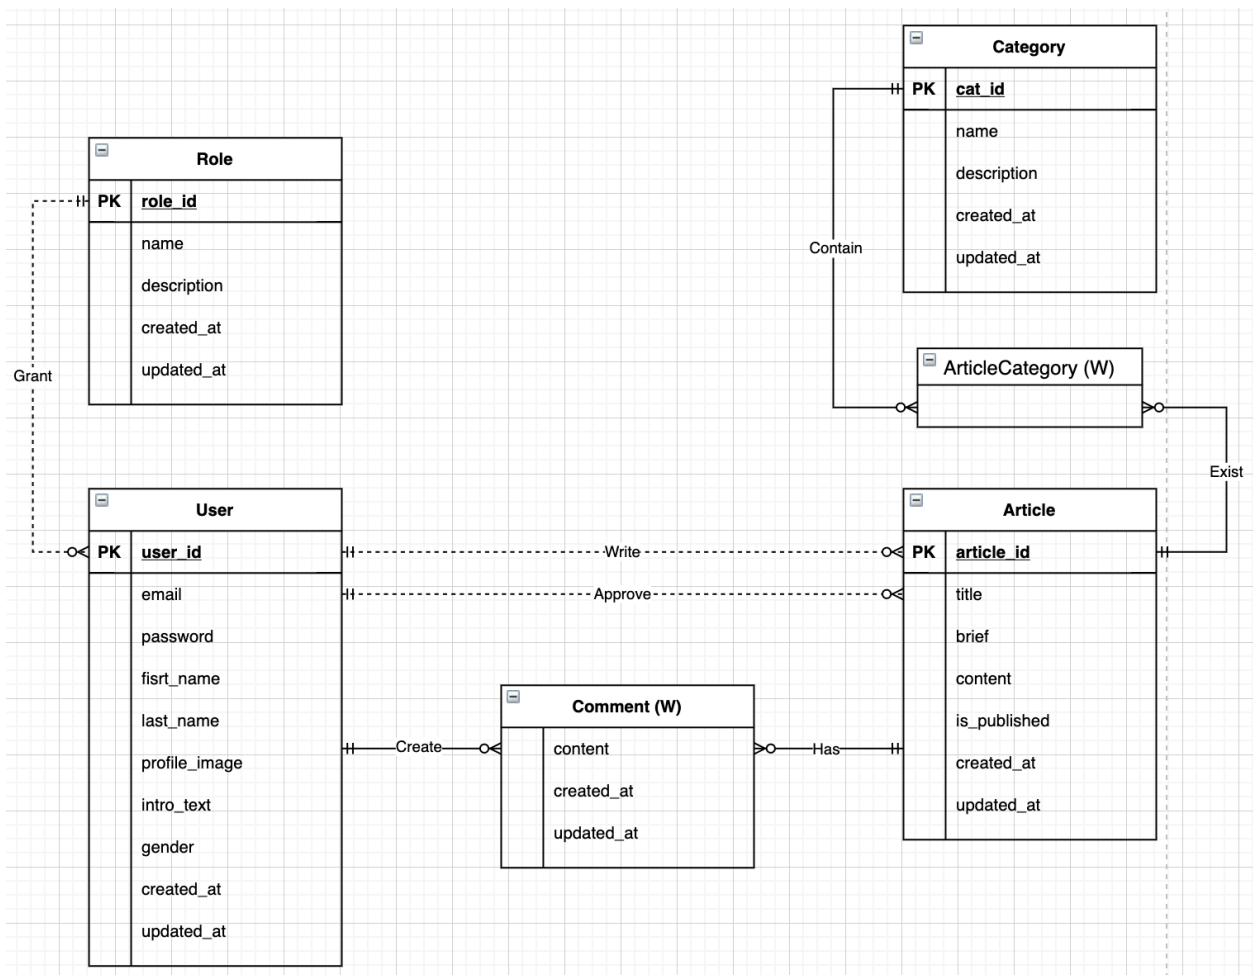 Category
PK cat_id
name
description
created_at
updated_at
Contain
Role
PK role_id
name
description
created_at
updated_at
Grant
ArticleCategory (W)
Exist
User
PK user_id
email
password
fisrt_name
last_name
profile_image
intro_text
gender
created_at
updated_at
Write
Approve
Article
PK article_id
title
brief
content
is_published
created_at
updated_at
Comment (W)
content
created_at
updated_at
Create
Has